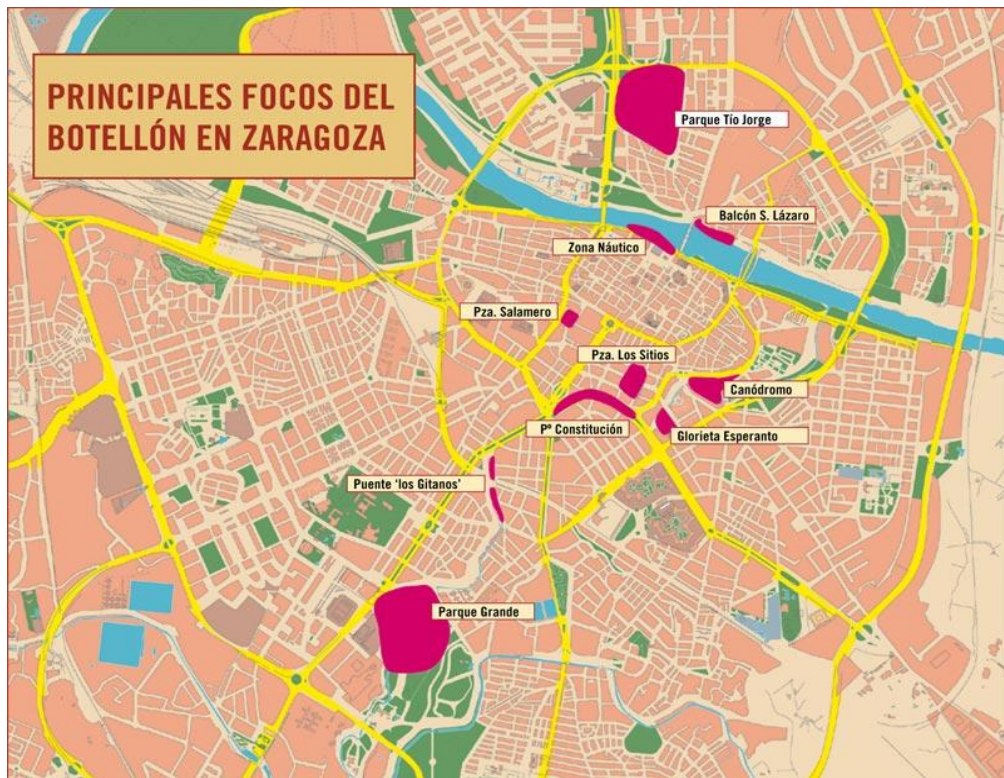 PRINCIPALES FOCOS DEL
BOTELLÓN EN ZARAGOZA
Parque Tío Jorge
Balcón S. Lázaro
Zona Náutico
Pza. Salamero
Pza. Los Sitios
Canódromo
Pº Constitución
Glorieta Esperanto
Puente ‘los Gitanos’
Parque Grande